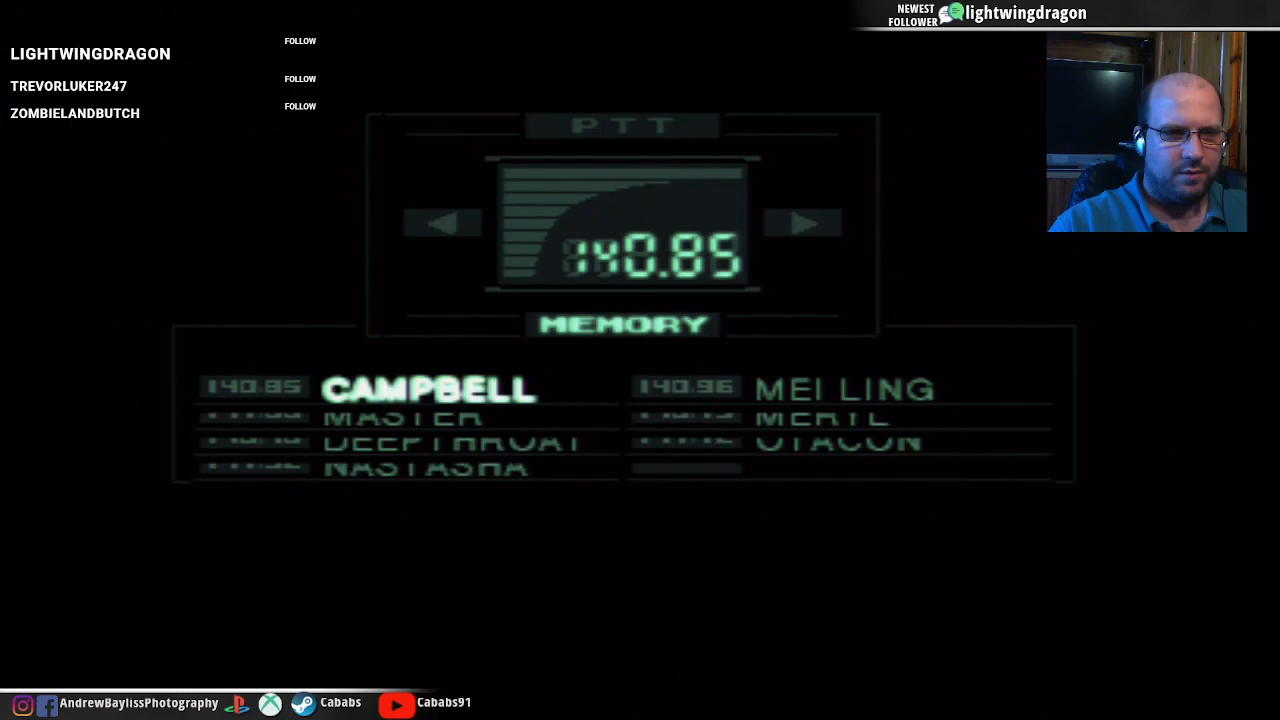 NEWEST FOLLOWER lightwingdragon
LIGHTWINGDRAGON FOLLOW
TREVORLUKER247 FOLLOW
ZOMBIELANDBUTCH FOLLOW
PTT
140.85
MEMORY
140.85 CAMPBELL 140.96 MEI LING
MASTER MERYL
DEEPTHROAT OTACON
NASTASHA
AndrewBaylissPhotography Cababs Cababs91